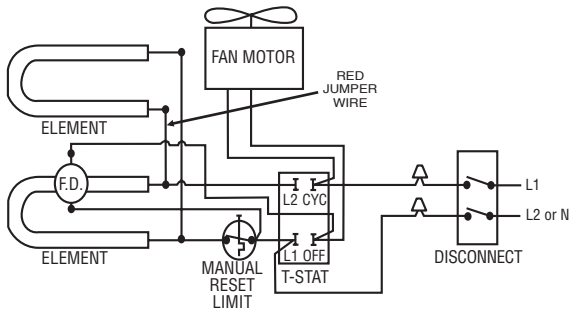 FAN MOTOR
RED
JUMPER
WIRE
ELEMENT
F.D.
L2 CYC
L1
L2 or N
DISCONNECT
L1 OFF
T-STAT
ELEMENT
MANUAL
RESET
LIMIT